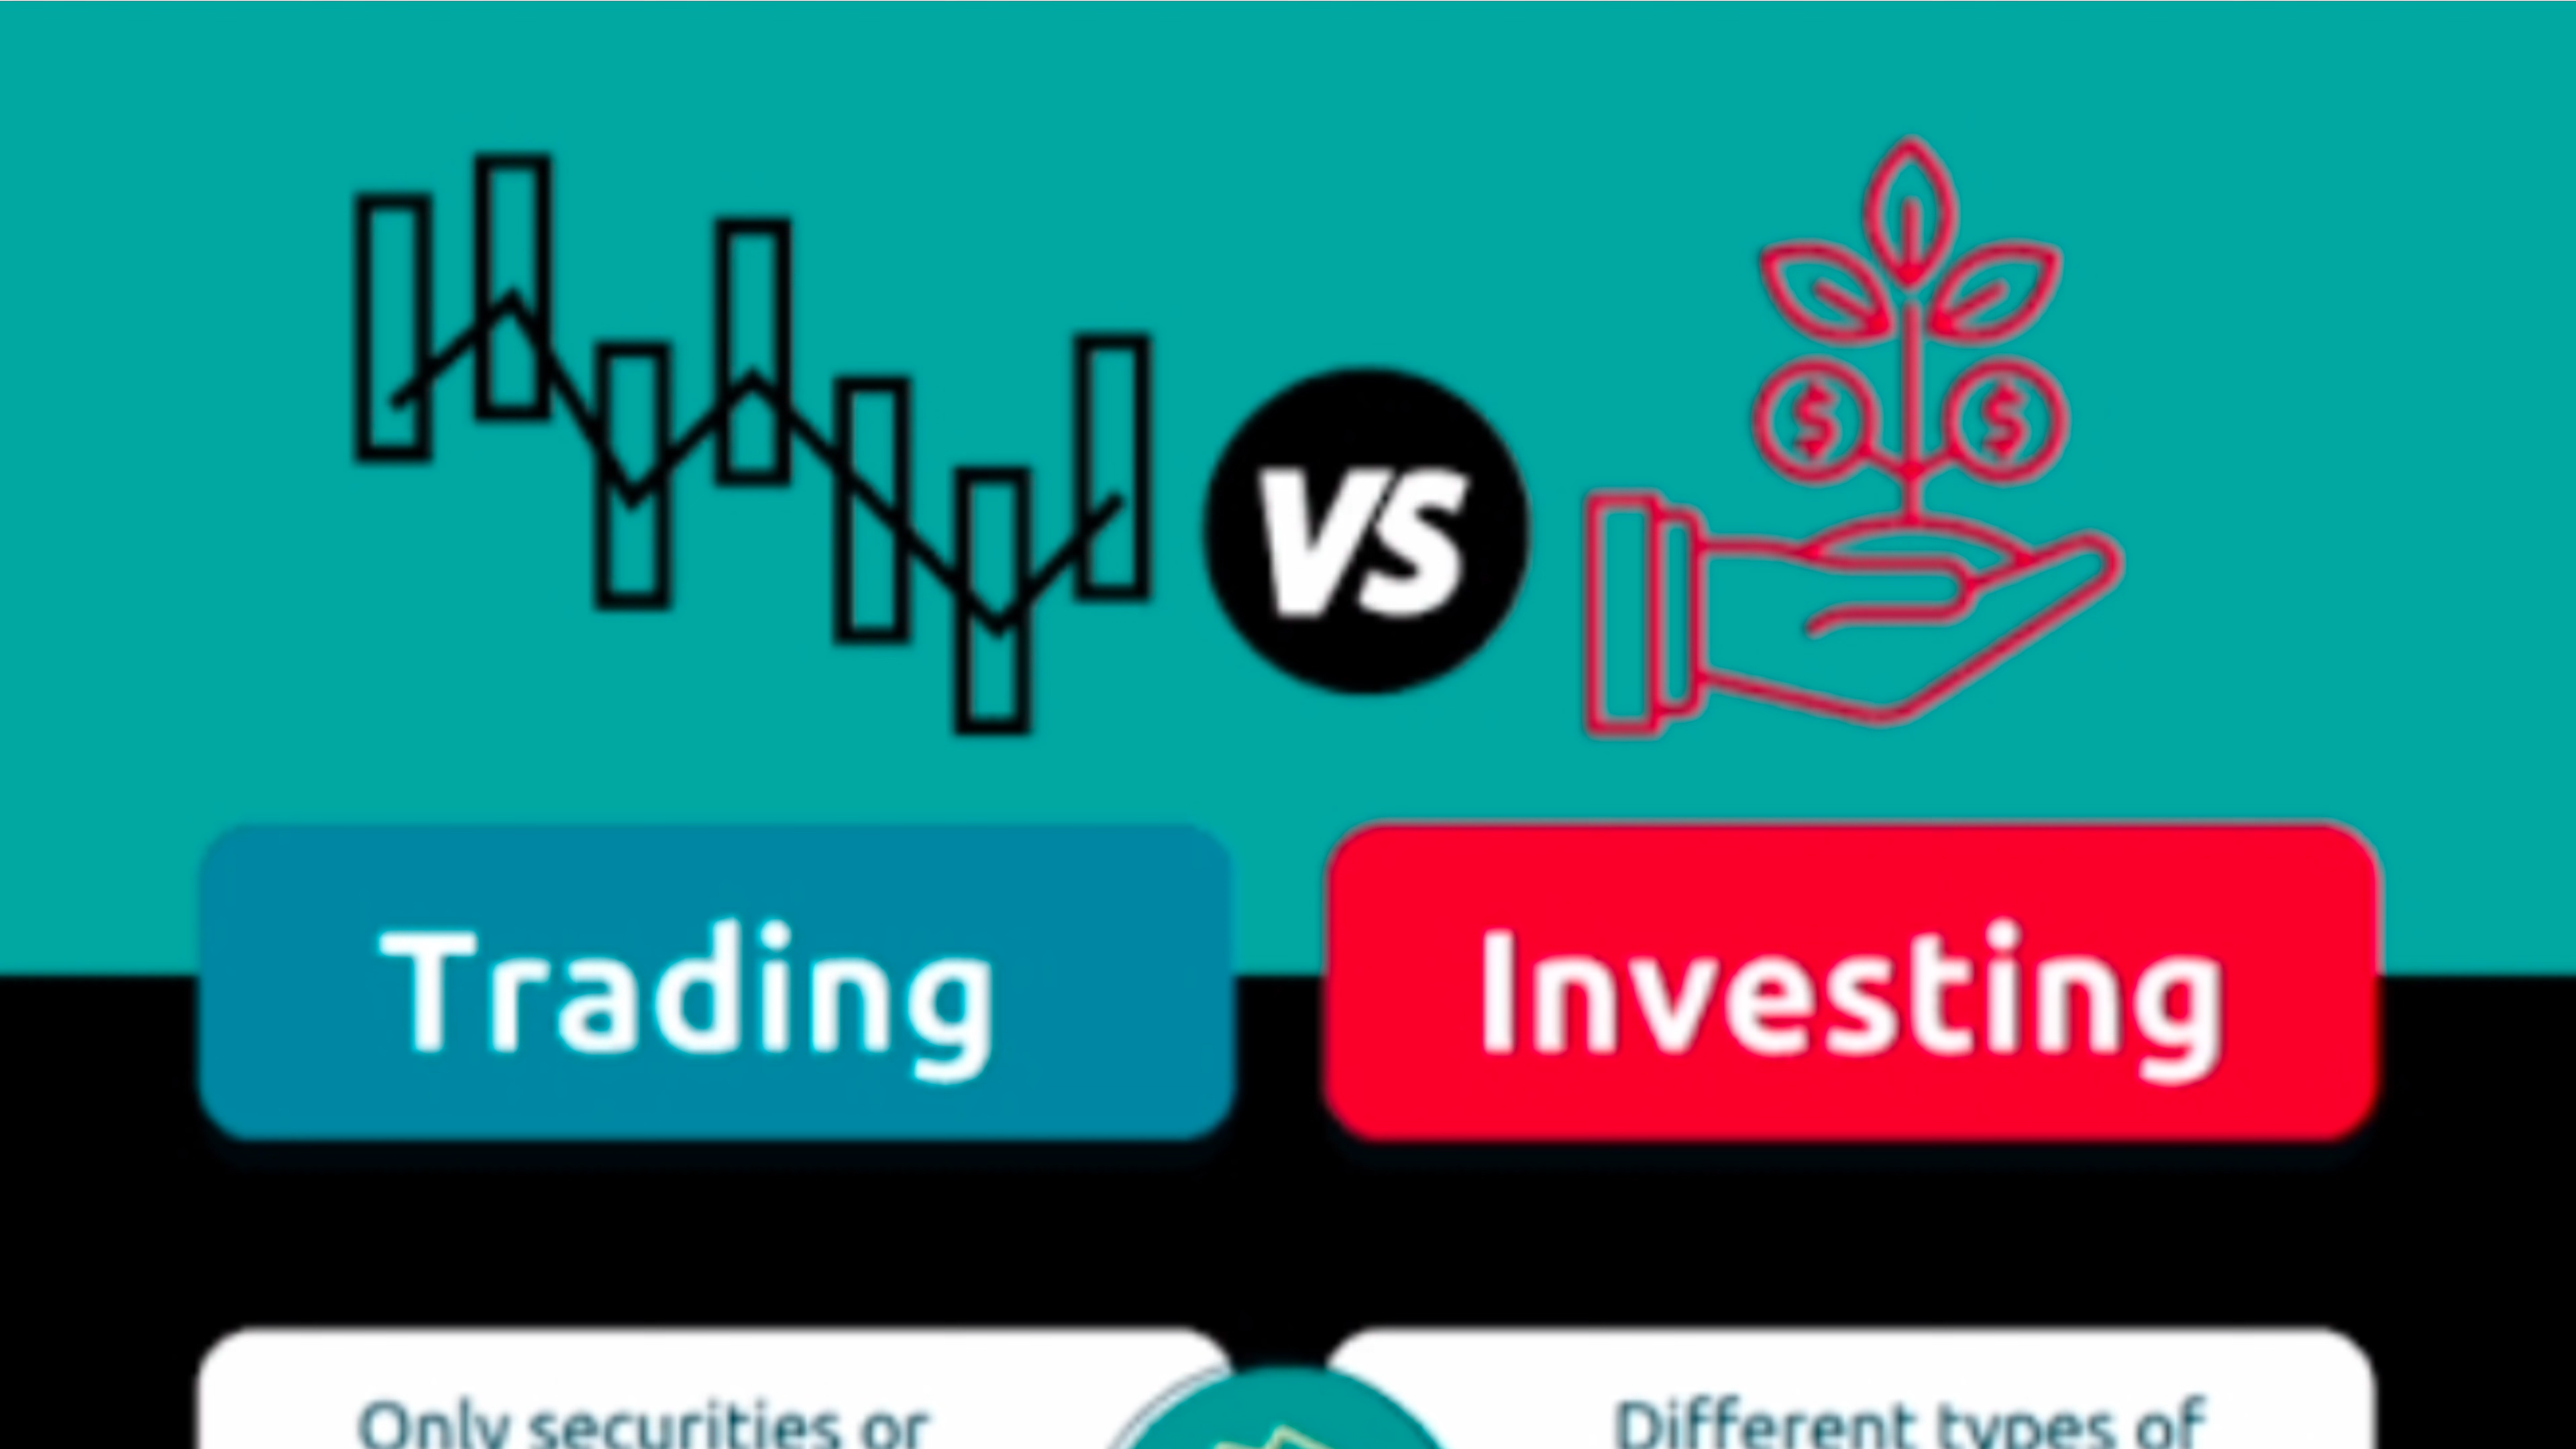 VS
Trading
Investing
Only securities or
Different types of